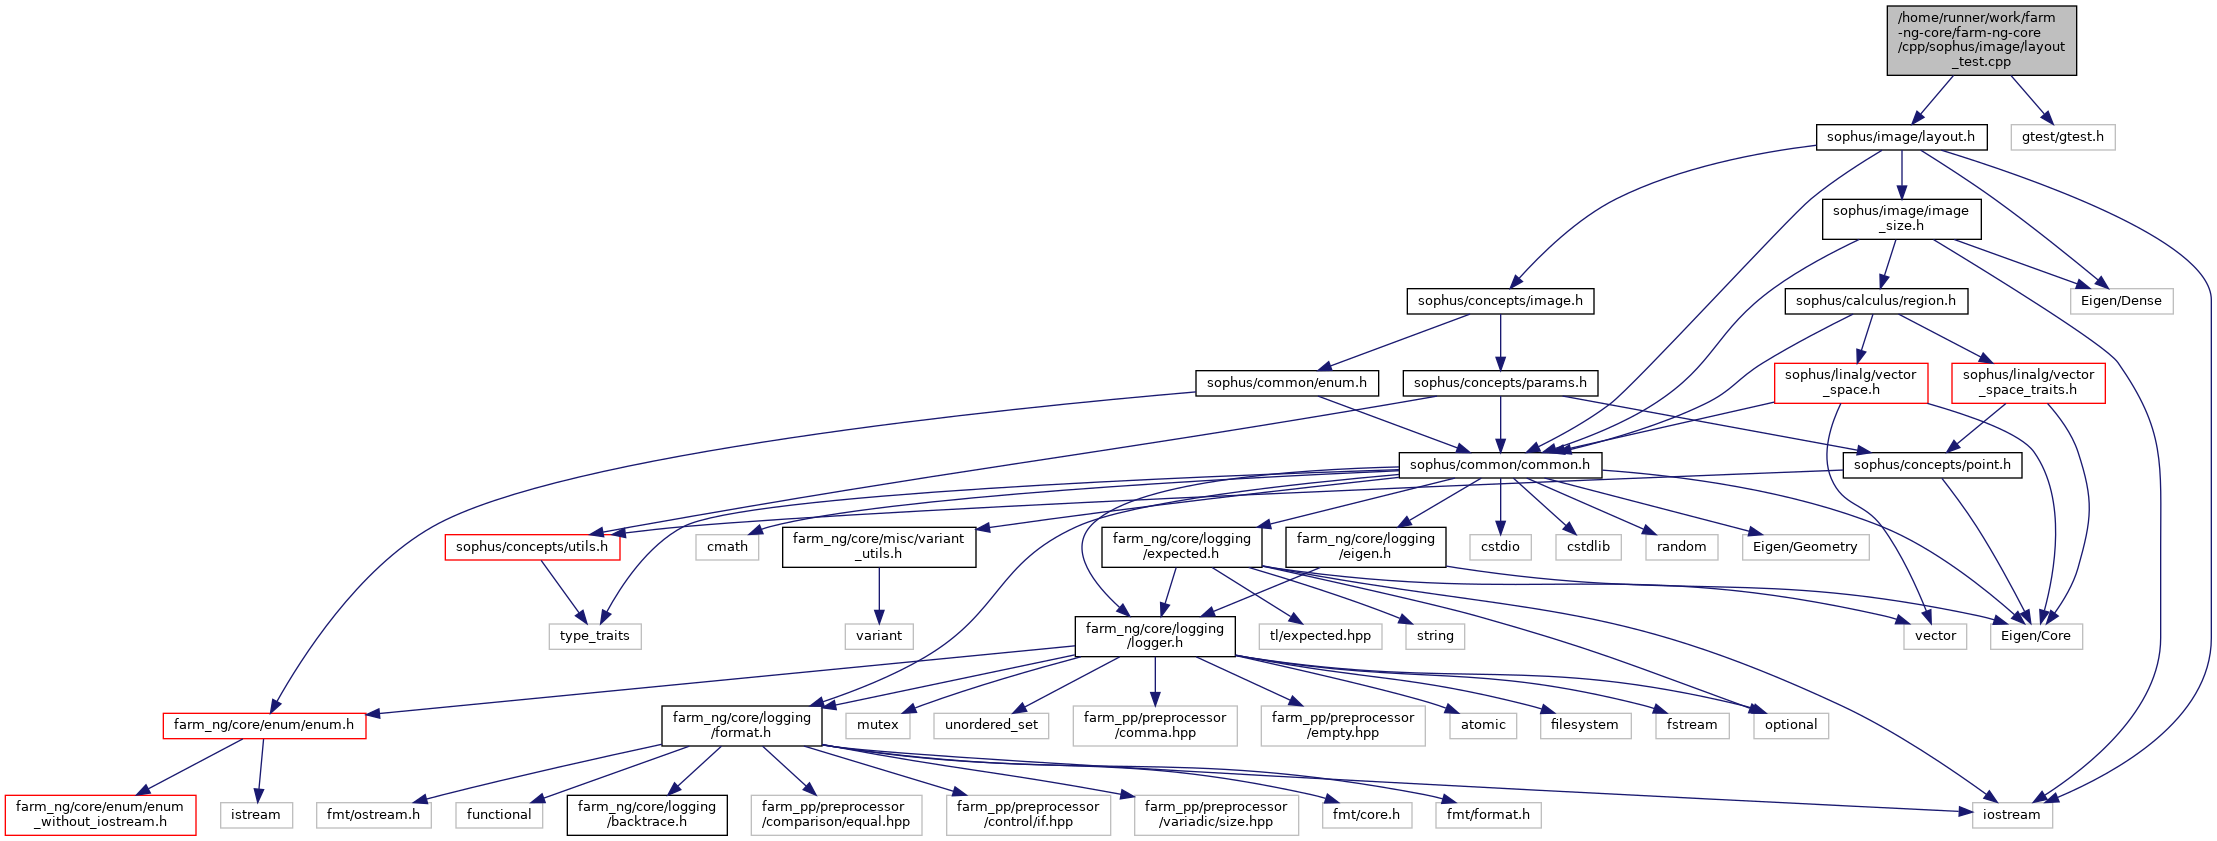 /home/runner/work/farm
-ng-core/farm-ng-core
/cpp/sophus/image/layout
_test.cpp
sophus/image/layout.h
gtest/gtest.h
sophus/image/image
_size.h
sophus/concepts/image.h
sophus/calculus/region.h
Eigen/Dense
sophus/common/enum.h
sophus/concepts/params.h
sophus/linalg/vector
_space.h
sophus/linalg/vector
_space_traits.h
sophus/common/common.h
sophus/concepts/point.h
sophus/concepts/utils.h
cmath
farm_ng/core/misc/variant
_utils.h
farm_ng/core/logging
/expected.h
farm_ng/core/logging
/eigen.h
cstdio
cstdlib
random
Eigen/Geometry
type_traits
variant
farm_ng/core/logging
/logger.h
tl/expected.hpp
string
vector
Eigen/Core
farm_ng/core/enum/enum.h
farm_ng/core/logging
/format.h
mutex
unordered_set
farm_pp/preprocessor
/comma.hpp
farm_pp/preprocessor
/empty.hpp
atomic
filesystem
fstream
optional
farm_ng/core/enum/enum
_without_iostream.h
istream
fmt/ostream.h
functional
farm_ng/core/logging
/backtrace.h
farm_pp/preprocessor
/comparison/equal.hpp
farm_pp/preprocessor
/control/if.hpp
farm_pp/preprocessor
/variadic/size.hpp
fmt/core.h
fmt/format.h
iostream